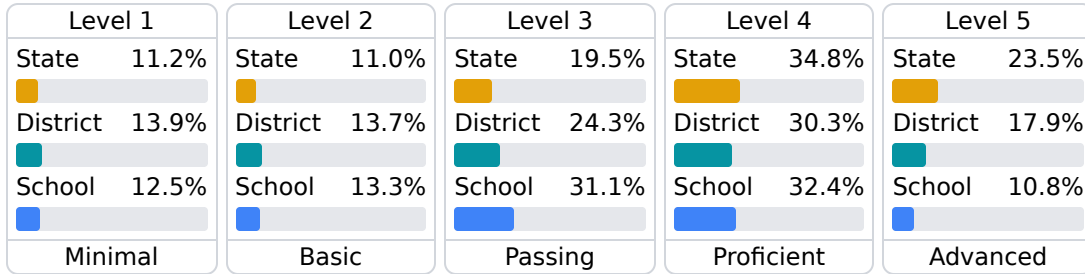 Level 1
State 11.2%
District 13.9%
School 12.5%
Minimal
Level 2
State 11.0%
District 13.7%
School 13.3%
Basic
Level 3
State 19.5%
District 24.3%
School 31.1%
Passing
Level 4
State 34.8%
District 30.3%
School 32.4%
Proficient
Level 5
State 23.5%
District 17.9%
School 10.8%
Advanced